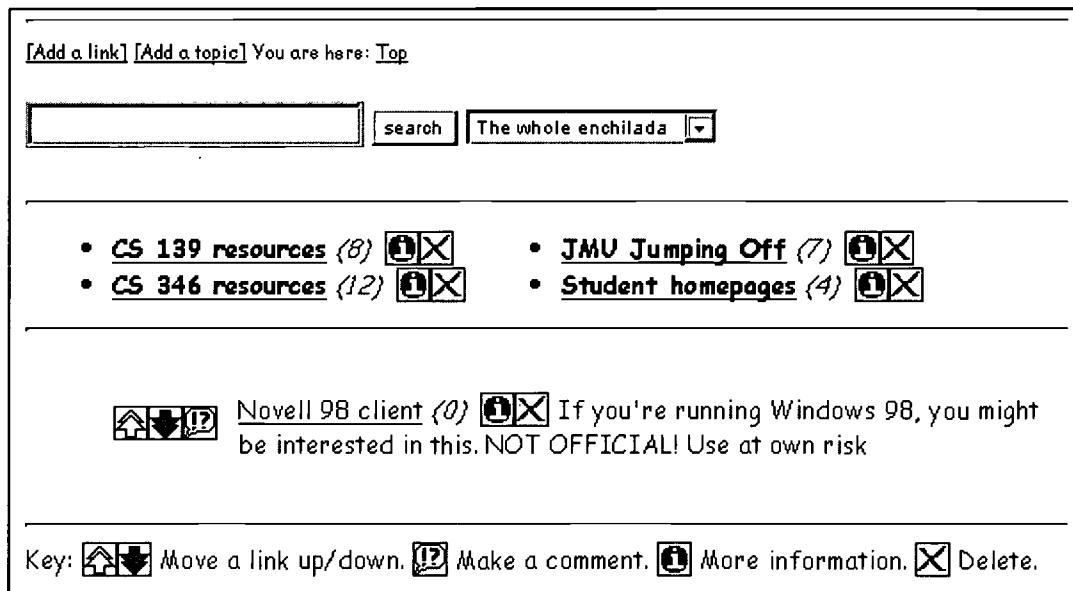 [Add a link] [Add a topic] You are here: Top
search The whole enchilada
• CS 139 resources (8) • JMU Jumping Off (7)
• CS 346 resources (12) • Student homepages (4)
!? Novell 98 client (0) If you're running Windows 98, you might
be interested in this. NOT OFFICIAL! Use at own risk
Key: Move a link up/down. !? Make a comment. More information. Delete.